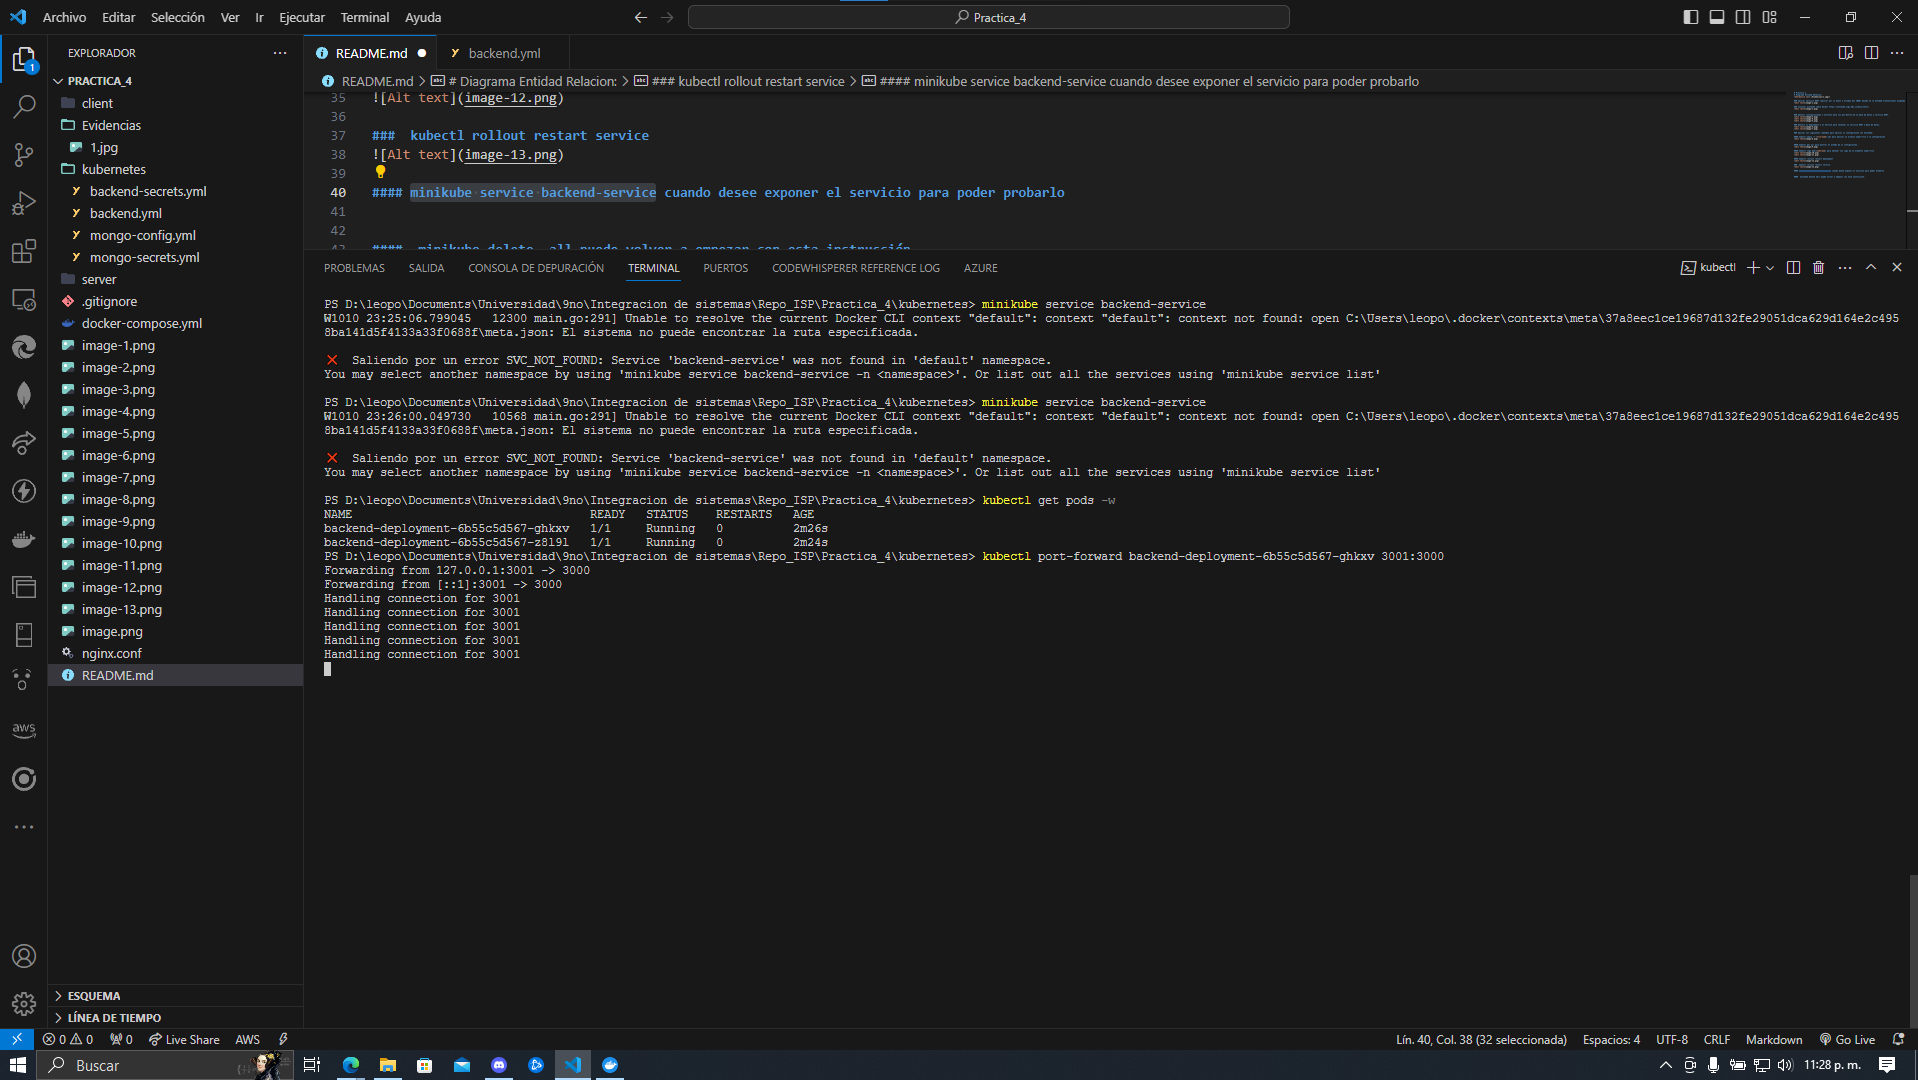 Archivo Editar Selección Ver Ir Ejecutar Terminal Ayuda
Practica_4
EXPLORADOR
README.md
backend.yml
README.md > # Diagrama Entidad Relacion: > ### kubectl rollout restart service > #### minikube service backend-service cuando desee exponer el servicio para poder probarlo
PRACTICA_4
client
Evidencias
1.jpg
kubernetes
backend-secrets.yml
backend.yml
mongo-config.yml
mongo-secrets.yml
server
.gitignore
docker-compose.yml
image-1.png
image-2.png
image-3.png
image-4.png
image-5.png
image-6.png
image-7.png
image-8.png
image-9.png
image-10.png
image-11.png
image-12.png
image-13.png
image.png
nginx.conf
README.md
ESQUEMA
LÍNEA DE TIEMPO
35 ![Alt text](image-12.png)
36
37 ###  kubectl rollout restart service
38 ![Alt text](image-13.png)
39
40 #### minikube service backend-service cuando desee exponer el servicio para poder probarlo
41
42
43 ####  minikube delete -all puede volver a empezar con esta instrucción
PROBLEMAS SALIDA CONSOLA DE DEPURACIÓN TERMINAL PUERTOS CODEWHISPERER REFERENCE LOG AZURE
kubectl
PS D:\leopo\Documents\Universidad\9no\Integracion de sistemas\Repo_ISP\Practica_4\kubernetes> minikube service backend-service
W1010 23:25:06.799045   12300 main.go:291] Unable to resolve the current Docker CLI context "default": context "default": context not found: open C:\Users\leopo\.docker\contexts\meta\37a8eec1ce19687d132fe29051dca629d164e2c495
8ba141d5f4133a33f0688f\meta.json: El sistema no puede encontrar la ruta especificada.
❌  Saliendo por un error SVC_NOT_FOUND: Service 'backend-service' was not found in 'default' namespace.
You may select another namespace by using 'minikube service backend-service -n <namespace>'. Or list out all the services using 'minikube service list'
PS D:\leopo\Documents\Universidad\9no\Integracion de sistemas\Repo_ISP\Practica_4\kubernetes> minikube service backend-service
W1010 23:26:00.049730   10568 main.go:291] Unable to resolve the current Docker CLI context "default": context "default": context not found: open C:\Users\leopo\.docker\contexts\meta\37a8eec1ce19687d132fe29051dca629d164e2c495
8ba141d5f4133a33f0688f\meta.json: El sistema no puede encontrar la ruta especificada.
❌  Saliendo por un error SVC_NOT_FOUND: Service 'backend-service' was not found in 'default' namespace.
You may select another namespace by using 'minikube service backend-service -n <namespace>'. Or list out all the services using 'minikube service list'
PS D:\leopo\Documents\Universidad\9no\Integracion de sistemas\Repo_ISP\Practica_4\kubernetes> kubectl get pods -w
NAME                                  READY   STATUS    RESTARTS   AGE
backend-deployment-6b55c5d567-ghkxv   1/1     Running   0          2m26s
backend-deployment-6b55c5d567-z8l9l   1/1     Running   0          2m24s
PS D:\leopo\Documents\Universidad\9no\Integracion de sistemas\Repo_ISP\Practica_4\kubernetes> kubectl port-forward backend-deployment-6b55c5d567-ghkxv 3001:3000
Forwarding from 127.0.0.1:3001 -> 3000
Forwarding from [::1]:3001 -> 3000
Handling connection for 3001
Handling connection for 3001
Handling connection for 3001
Handling connection for 3001
Handling connection for 3001
aws
0 0 0 Live Share AWS
Lín. 40, Col. 38 (32 seleccionada) Espacios: 4 UTF-8 CRLF Markdown Go Live
Buscar
11:28 p. m.